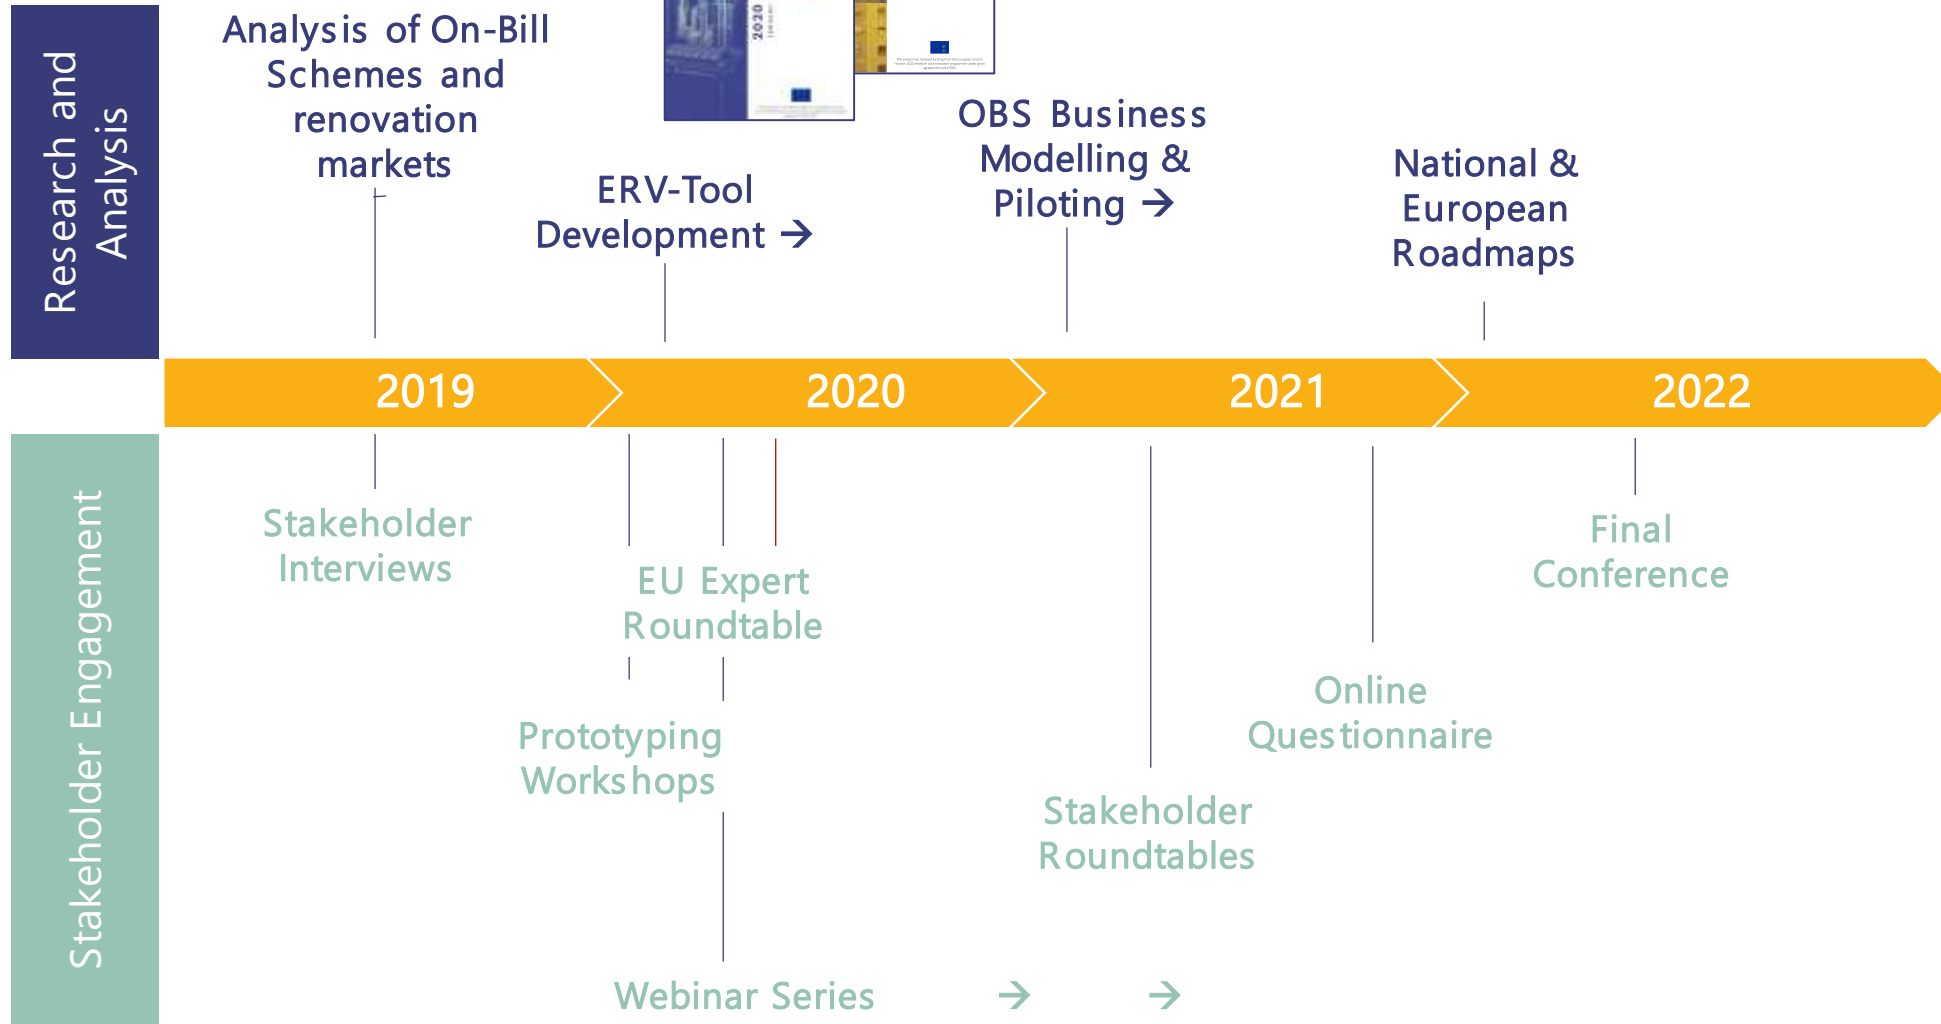 Research and
Analysis
Analysis of On-Bill
Schemes and
renovation
markets
2020
ERV-Tool
Development →
OBS Business
Modelling &
Piloting →
National &
European
Roadmaps
2019
2020
2021
2022
Stakeholder Engagement
Stakeholder
Interviews
EU Expert
Roundtable
Prototyping
Workshops
Webinar Series → →
Stakeholder
Roundtables
Online
Questionnaire
Final
Conference